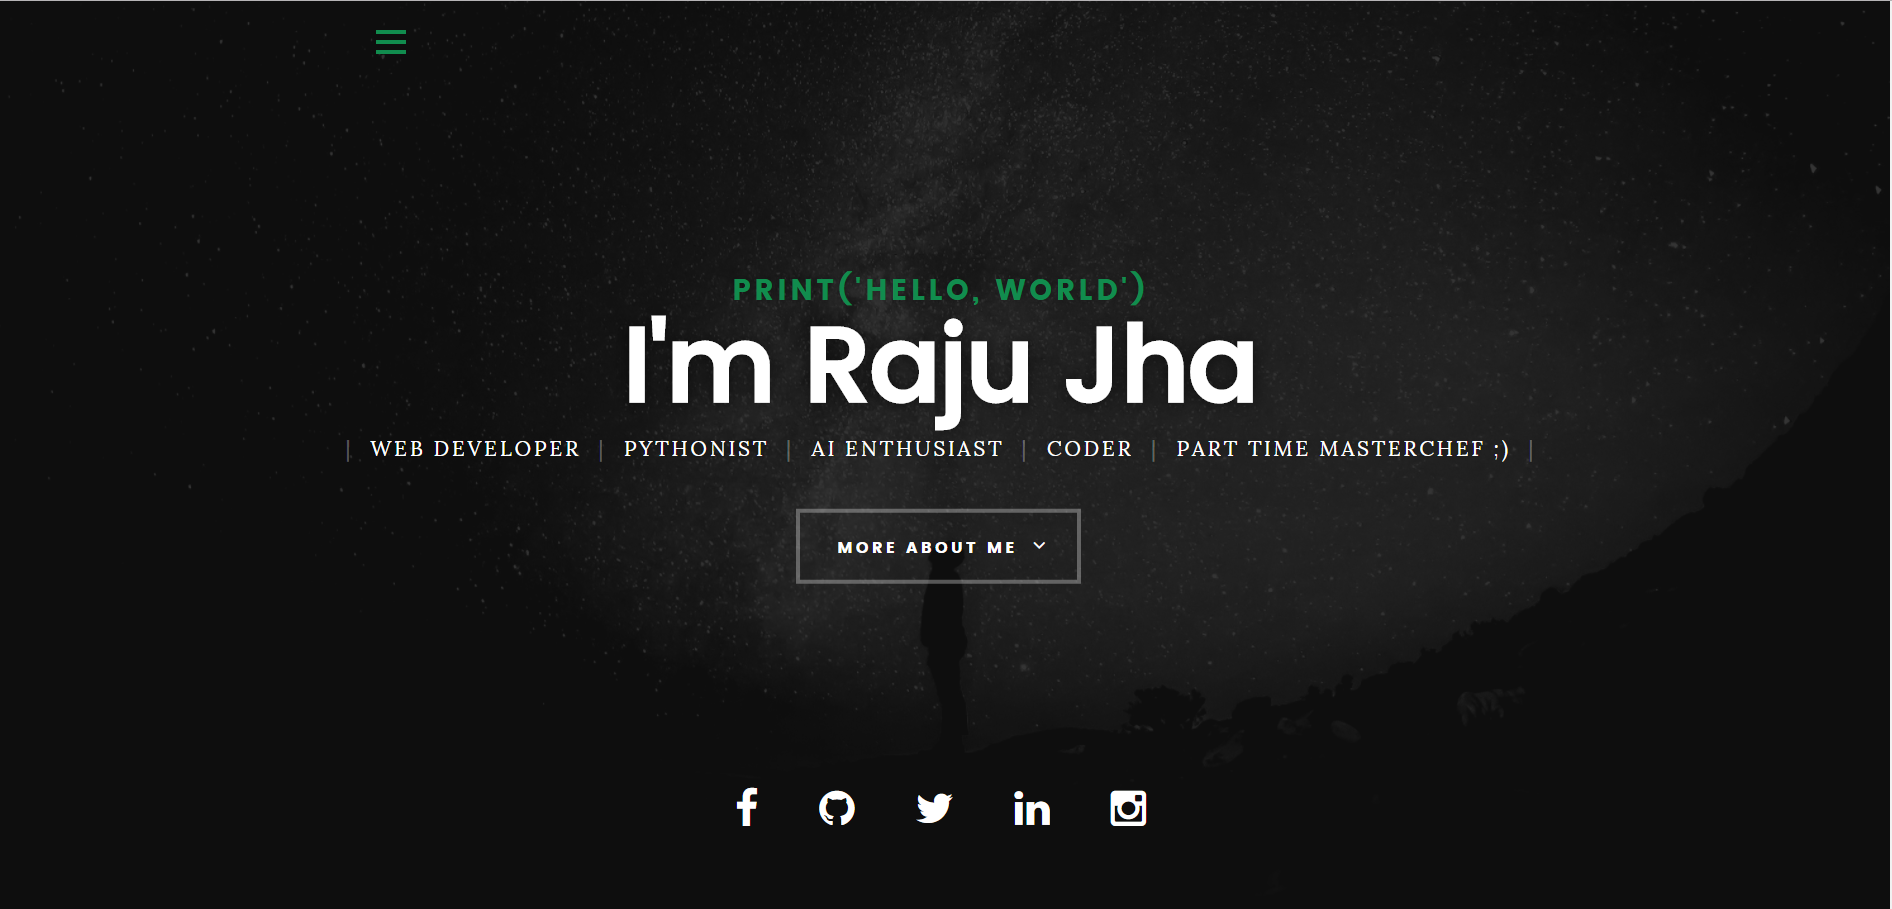 PRINT('HELLO, WORLD')
I'm Raju Jha
| WEB DEVELOPER | PYTHONIST | AI ENTHUSIAST | CODER | PART TIME MASTERCHEF ;) |
MORE ABOUT ME